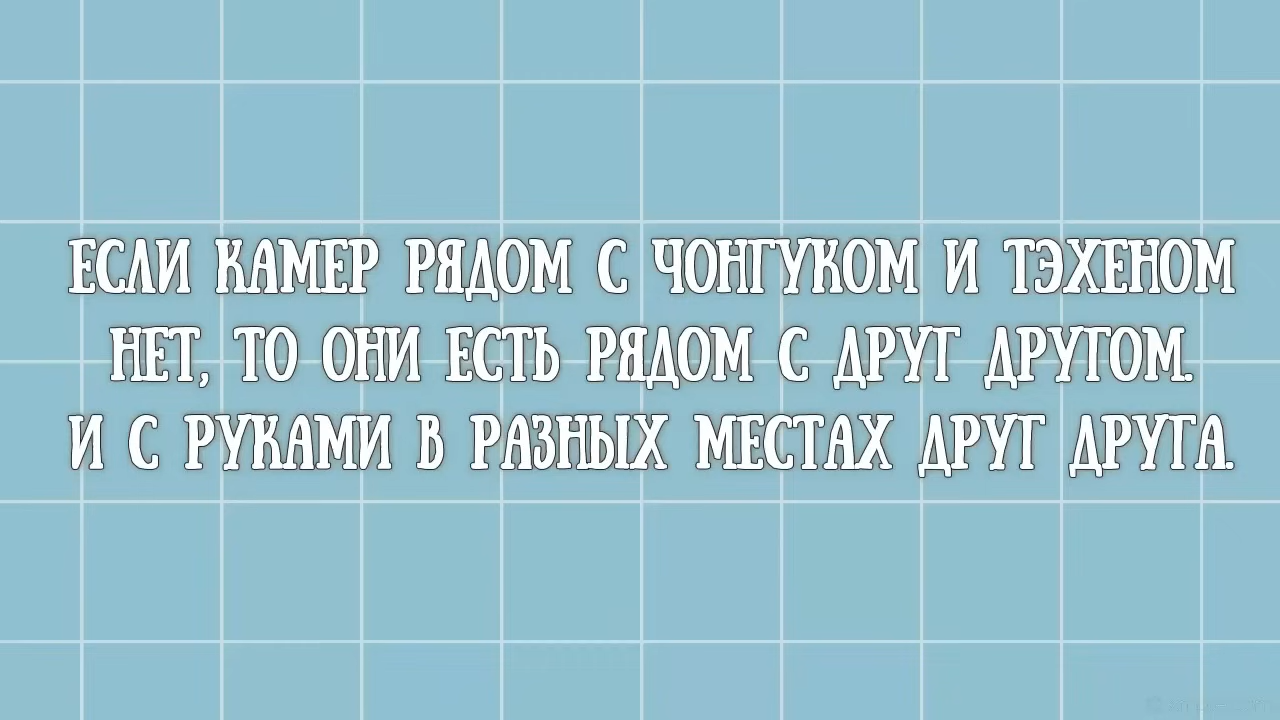 ЕСЛИ КАМЕР РЯДОМ С ЧОНГУКОМ И ТЭХЕНОМ
НЕТ, ТО ОНИ ЕСТЬ РЯДОМ С ДРУГ ДРУГОМ.
И С РУКАМИ В РАЗНЫХ МЕСТАХ ДРУГ ДРУГА.